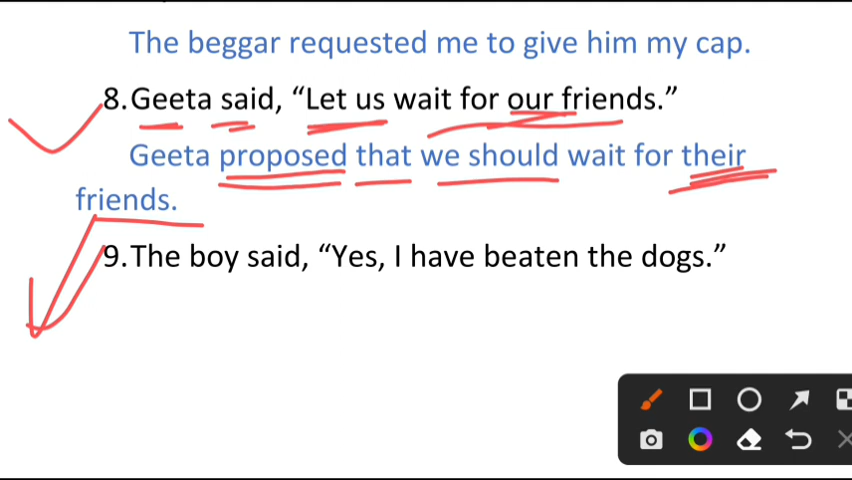 The beggar requested me to give him my cap.
8.Geeta said, “Let us wait for our friends.”
Geeta proposed that we should wait for their
friends.
9.The boy said, “Yes, I have beaten the dogs.”